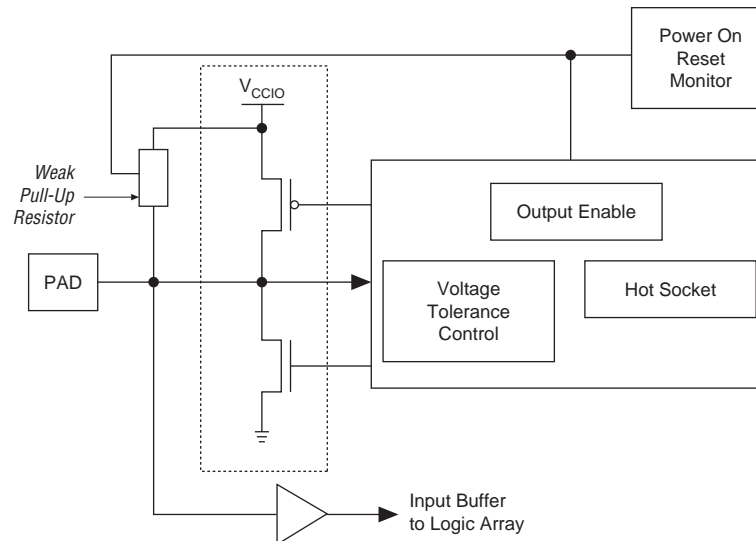 Power On
Reset
Monitor
V_CCIO
Weak
Pull-Up
Resistor
Output Enable
PAD
Voltage
Tolerance
Control
Hot Socket
Input Buffer
to Logic Array